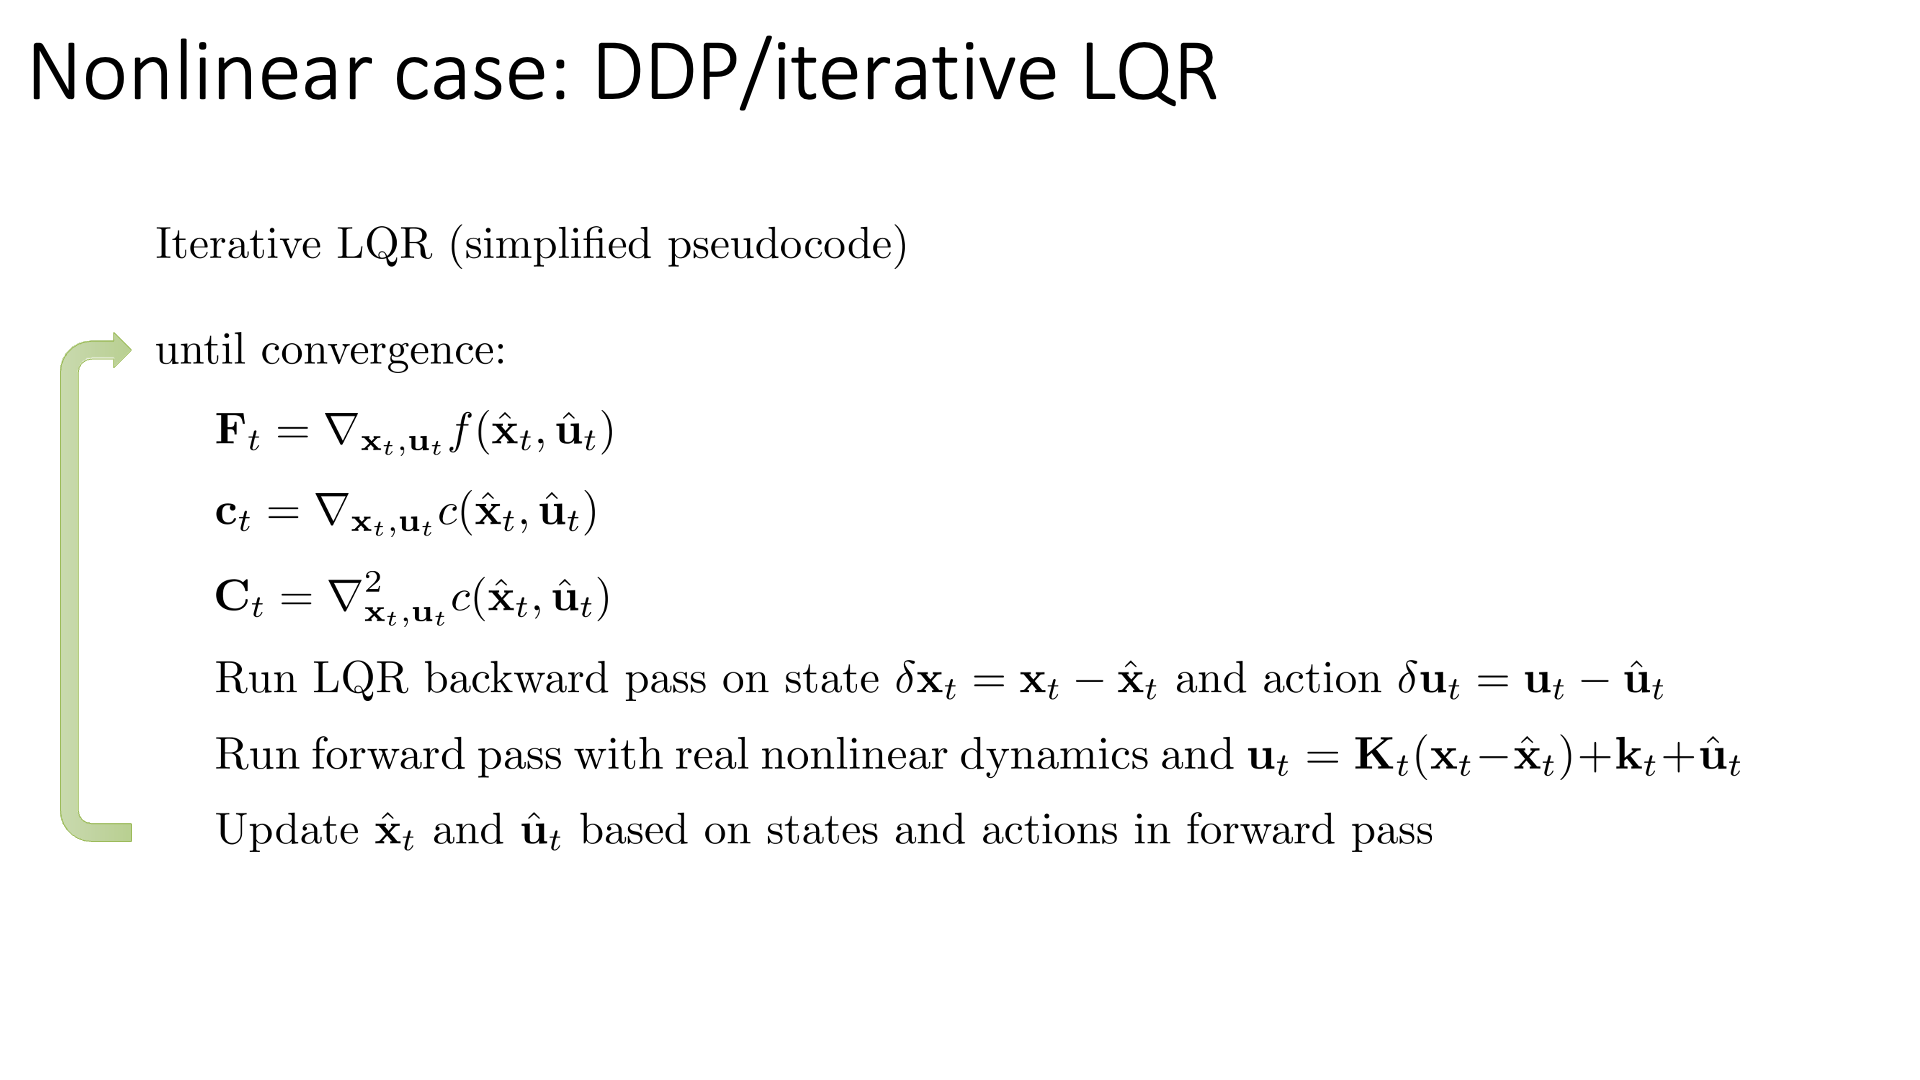 Nonlinear case: DDP/iterative LQR
Iterative LQR (simplified pseudocode)
until convergence:
$\mathbf{F}_t = \nabla_{\mathbf{x}_t,\mathbf{u}_t} f(\hat{\mathbf{x}}_t, \hat{\mathbf{u}}_t)$
$\mathbf{c}_t = \nabla_{\mathbf{x}_t,\mathbf{u}_t} c(\hat{\mathbf{x}}_t, \hat{\mathbf{u}}_t)$
$\mathbf{C}_t = \nabla^2_{\mathbf{x}_t,\mathbf{u}_t} c(\hat{\mathbf{x}}_t, \hat{\mathbf{u}}_t)$
Run LQR backward pass on state $\delta\mathbf{x}_t = \mathbf{x}_t - \hat{\mathbf{x}}_t$ and action $\delta\mathbf{u}_t = \mathbf{u}_t - \hat{\mathbf{u}}_t$
Run forward pass with real nonlinear dynamics and $\mathbf{u}_t = \mathbf{K}_t(\mathbf{x}_t - \hat{\mathbf{x}}_t) + \mathbf{k}_t + \hat{\mathbf{u}}_t$
Update $\hat{\mathbf{x}}_t$ and $\hat{\mathbf{u}}_t$ based on states and actions in forward pass